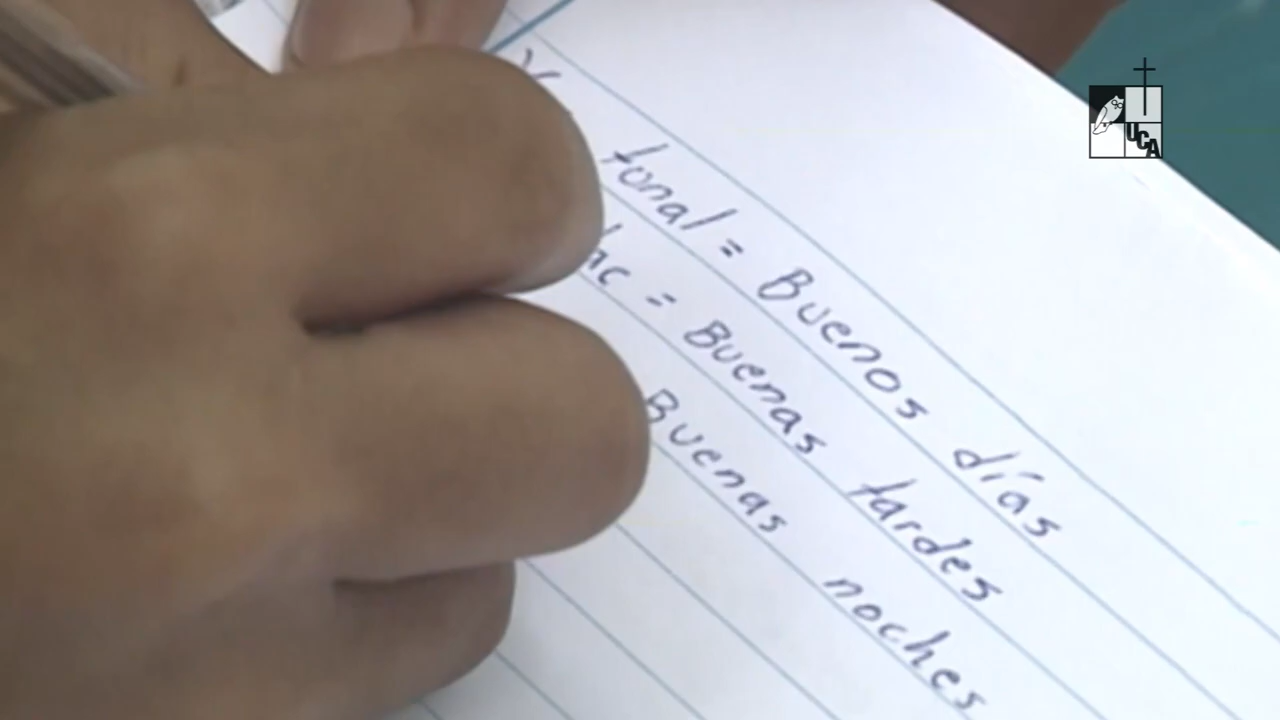 tonal = Buenos días
= Buenas tardes
Buenas noches
UCA